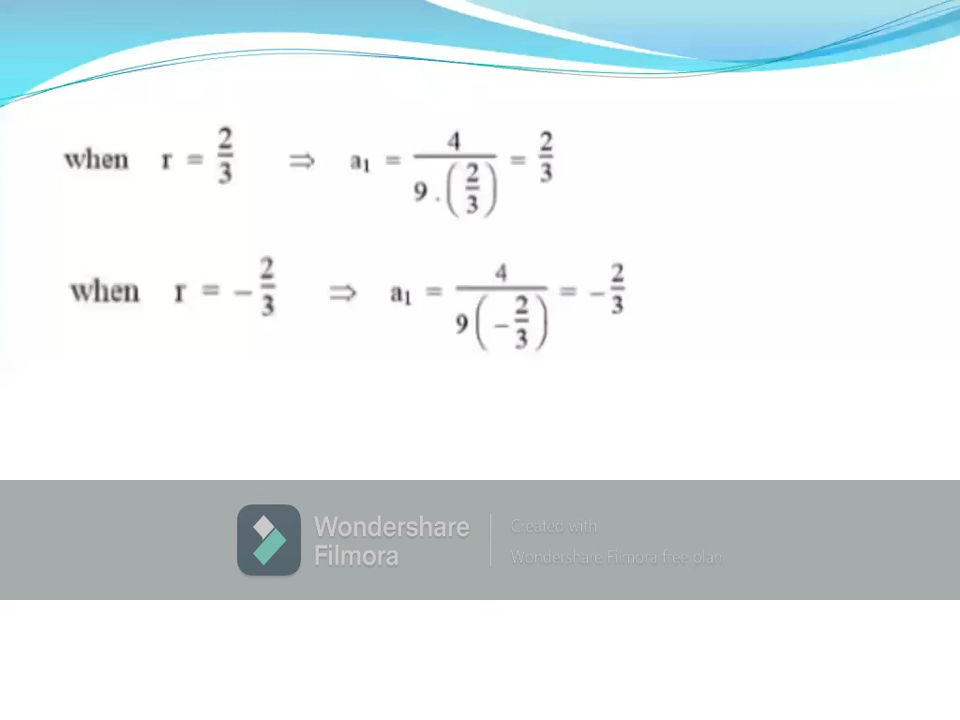 when r = 2/3 ⇒ a₁ = 4/(9 . (2/3)) = 2/3
when r = −2/3 ⇒ a₁ = 4/(9(−2/3)) = −2/3
Wondershare
Filmora
Created with
Wondershare Filmora free plan